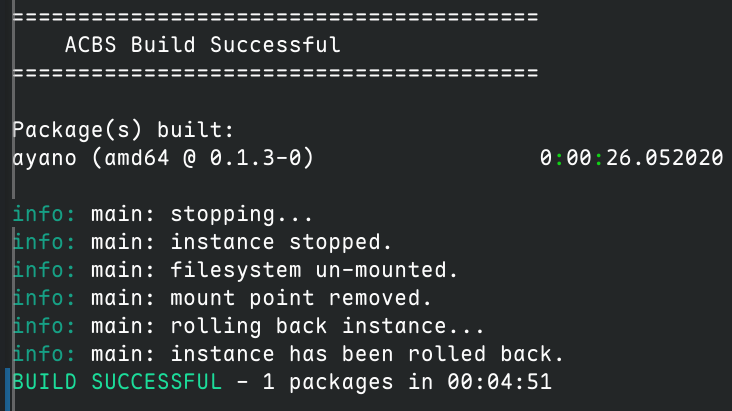 ========================================
ACBS Build Successful
========================================
Package(s) built:
ayano (amd64 @ 0.1.3-0) 0:00:26.052020
info: main: stopping...
info: main: instance stopped.
info: main: filesystem un-mounted.
info: main: mount point removed.
info: main: rolling back instance...
info: main: instance has been rolled back.
BUILD SUCCESSFUL - 1 packages in 00:04:51